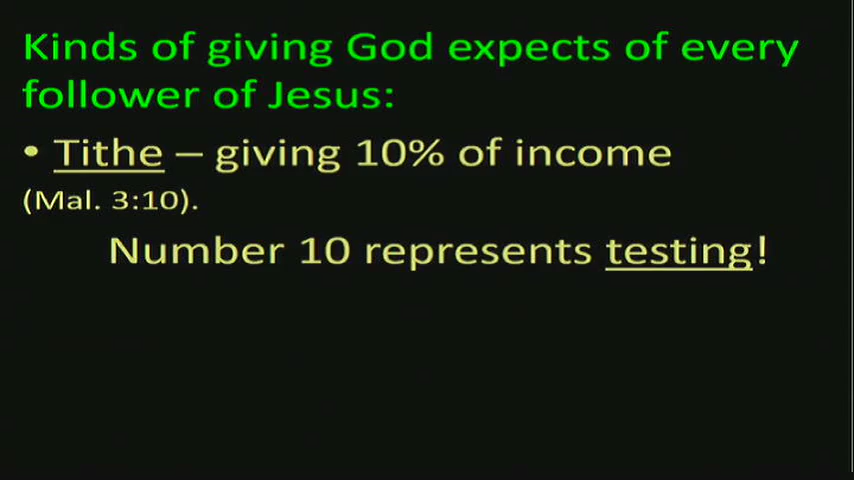 Kinds of giving God expects of every
follower of Jesus:
• Tithe – giving 10% of income
(Mal. 3:10).
Number 10 represents testing!